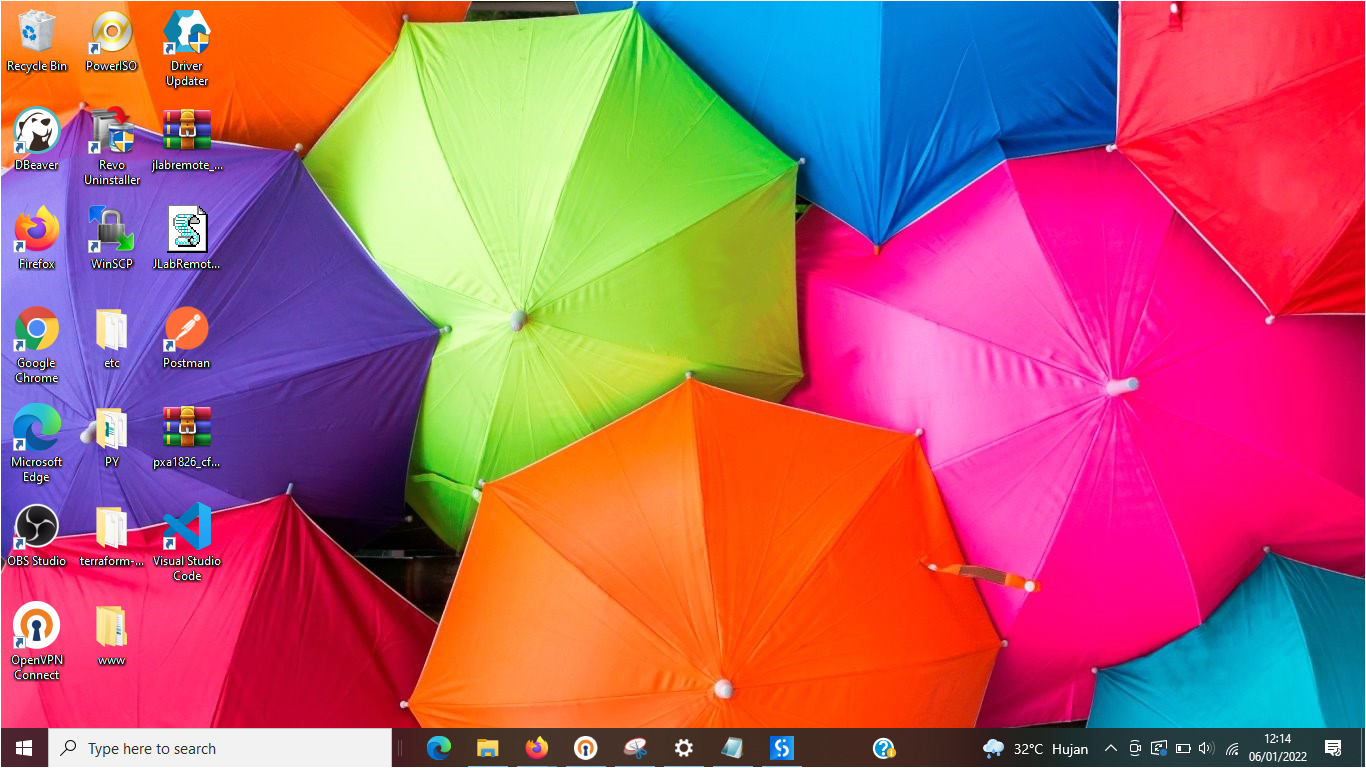 Recycle Bin
PowerISO
Driver
Updater
DBeaver
Revo
Uninstaller
jlabremote_...
Firefox
WinSCP
JLabRemot...
Google
Chrome
etc
Postman
Microsoft
Edge
PY
pxa1826_cf...
OBS Studio
terraform-...
Visual Studio
Code
OpenVPN
Connect
www
Type here to search
32°C Hujan
12:14
06/01/2022